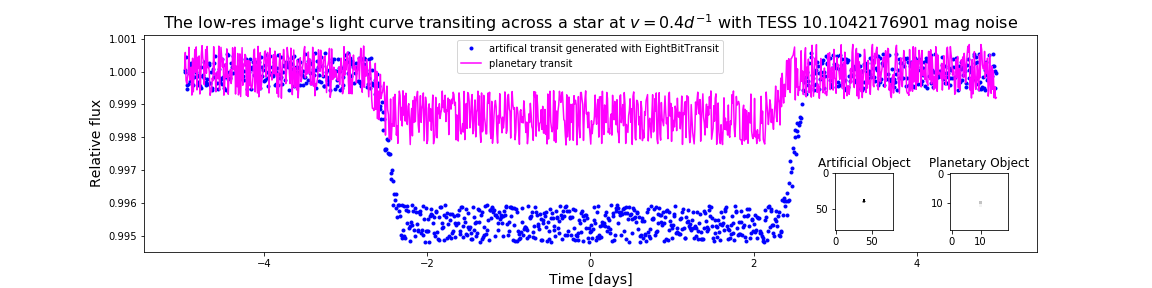 The low-res image's light curve transiting across a star at v = 0.4d⁻¹ with TESS 10.1042176901 mag noise
1.001
1.000
0.999
0.998
0.997
0.996
0.995
Relative flux
artifical transit generated with EightBitTransit
planetary transit
Artificial Object
0
50
0
50
Planetary Object
0
10
0
10
−4
−2
0
2
4
Time [days]